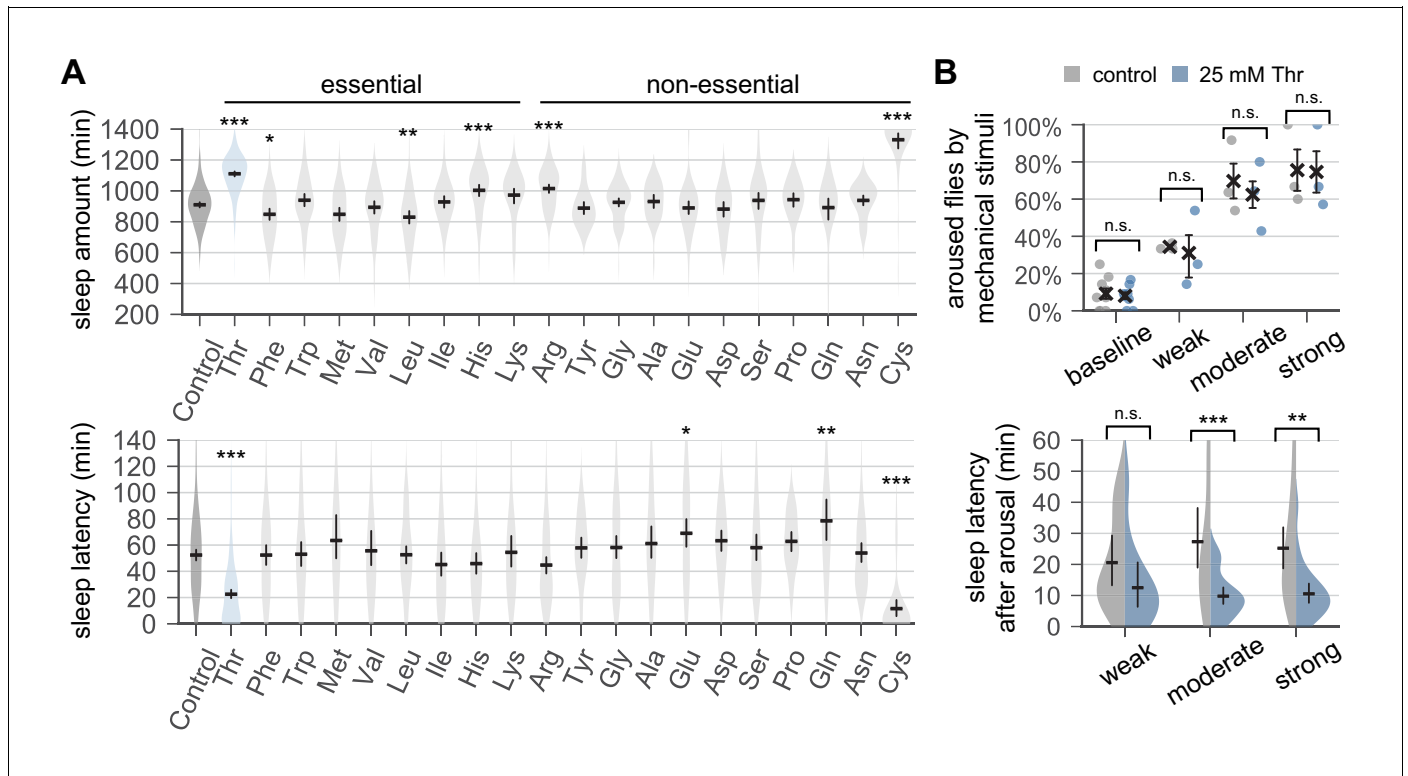 A
essential
non-essential
sleep amount (min)
1400
1200
1000
800
600
400
200
*** * ** *** *** ***
Control Thr Phe Trp Met Val Leu Ile His Lys Arg Tyr Gly Ala Glu Asp Ser Pro Gln Asn Cys
sleep latency (min)
140
120
100
80
60
40
20
0
*** * ** ***
Control Thr Phe Trp Met Val Leu Ile His Lys Arg Tyr Gly Ala Glu Asp Ser Pro Gln Asn Cys
B
control 25 mM Thr
aroused flies by
mechanical stimuli
100%
80%
60%
40%
20%
0%
n.s. n.s. n.s. n.s.
baseline weak moderate strong
sleep latency
after arousal (min)
60
50
40
30
20
10
0
n.s. *** **
weak moderate strong